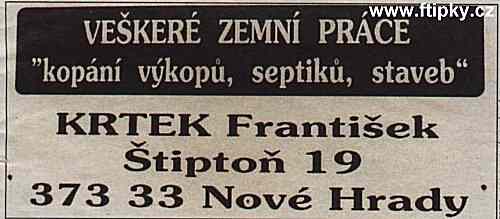 www.ftipky.cz
VEŠKERÉ ZEMNÍ PRÁCE
"kopání výkopů, septiků, staveb"
KRTEK František
Štiptoň 19
373 33 Nové Hrady